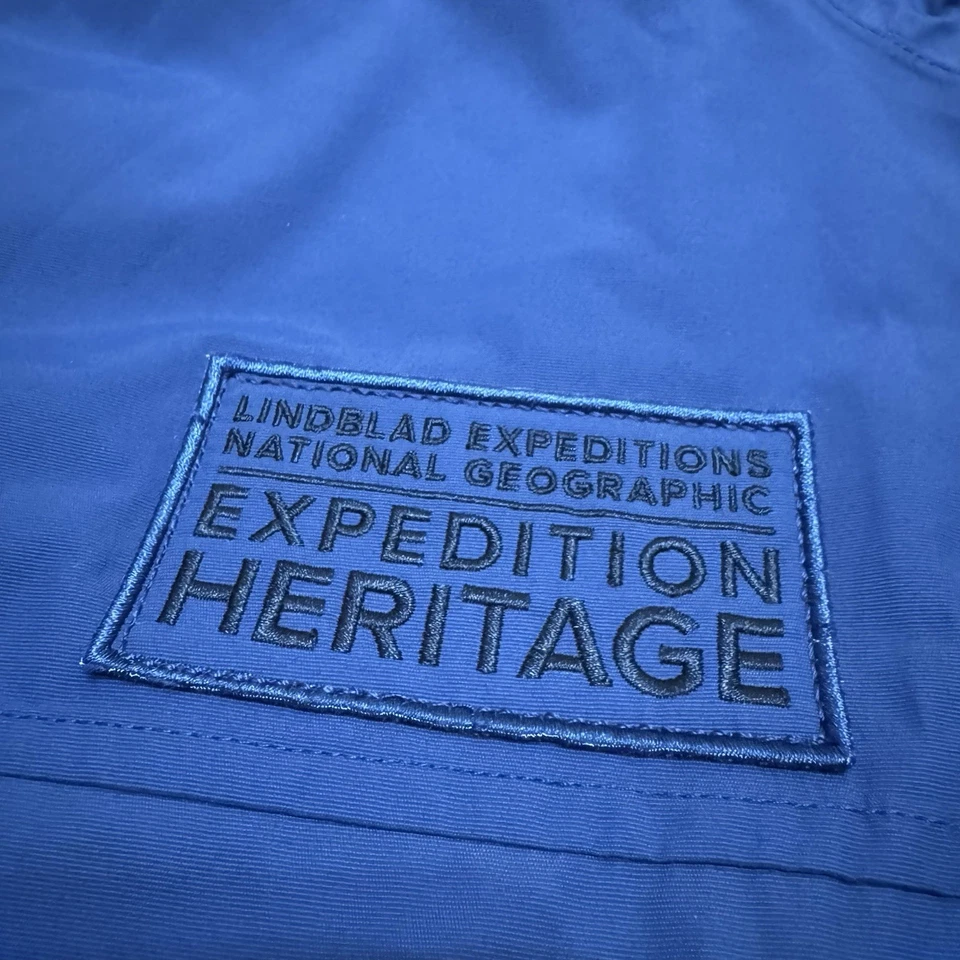 LINDBLAD EXPEDITIONS
NATIONAL GEOGRAPHIC
EXPEDITION
HERITAGE